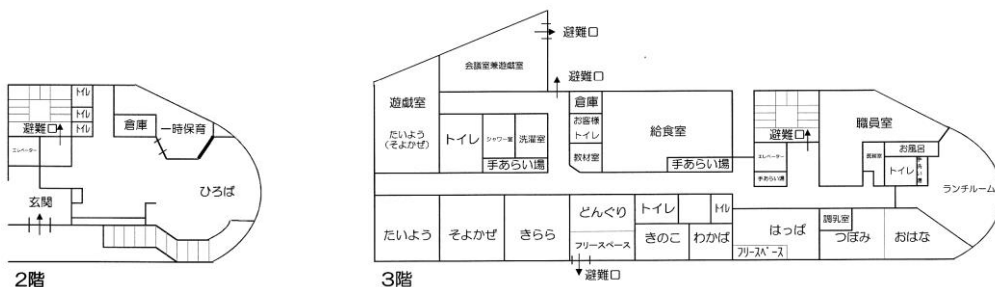 トイレ
トイレ
トイレ
避難口
倉庫
一時保育
エレベーター
ひろば
玄関
2階
避難口
会議室兼遊戯室
避難口
遊戯室
たいよう
(そよかぜ)
トイレ
シャワー室
洗濯室
手あらい場
倉庫
お客様
トイレ
教材室
給食室
手あらい場
避難口
エレベーター
手あらい場
職員室
お風呂
トイレ
手あらい場
ランチルーム
たいよう
そよかぜ
きらら
どんぐり
フリースペース
避難口
トイレ
トイレ
きのこ
わかば
はっぱ
フリースペース
調乳室
つぼみ
おはな
3階